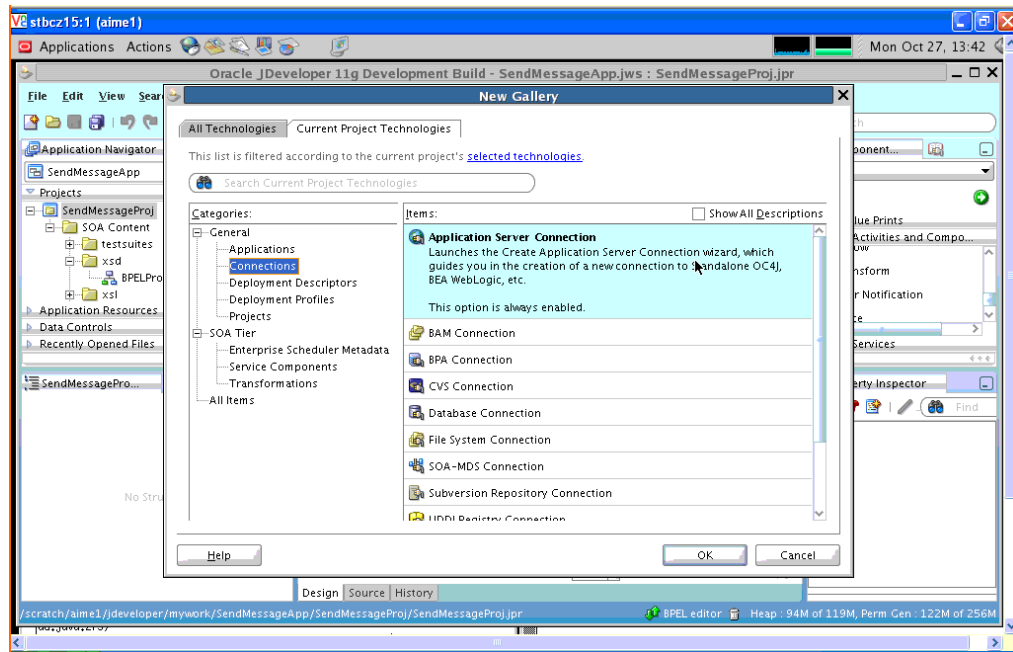 stbcz15:1 (aime1)
Applications Actions Mon Oct 27, 13:42
Oracle JDeveloper 11g Development Build - SendMessageApp.jws : SendMessageProj.jpr
File Edit View
New Gallery
All Technologies Current Project Technologies
This list is filtered according to the current project's selected technologies.
Search Current Project Technologies
Application Navigator
SendMessageApp
Projects
SendMessageProj
SOA Content
testsuites
xsd
BPELPro
xsl
Application Resources
Data Controls
Recently Opened Files
SendMessagePro...
No Stru
Categories:
General
Applications
Connections
Deployment Descriptors
Deployment Profiles
Projects
SOA Tier
Enterprise Scheduler Metadata
Service Components
Transformations
All Items
Items: Show All Descriptions
Application Server Connection
Launches the Create Application Server Connection wizard, which
guides you in the creation of a new connection to Standalone OC4J,
BEA WebLogic, etc.
This option is always enabled.
BAM Connection
BPA Connection
CVS Connection
Database Connection
File System Connection
SOA-MDS Connection
Subversion Repository Connection
UDDI Registry Connection
Help OK Cancel
ponent...
lue Prints
Activities and Compo...
nsform
r Notification
Services
erty Inspector
Find
Design Source History
/scratch/aime1/jdeveloper/mywork/SendMessageApp/SendMessageProj/SendMessageProj.jpr BPEL editor Heap : 94M of 119M, Perm Gen : 122M of 256M